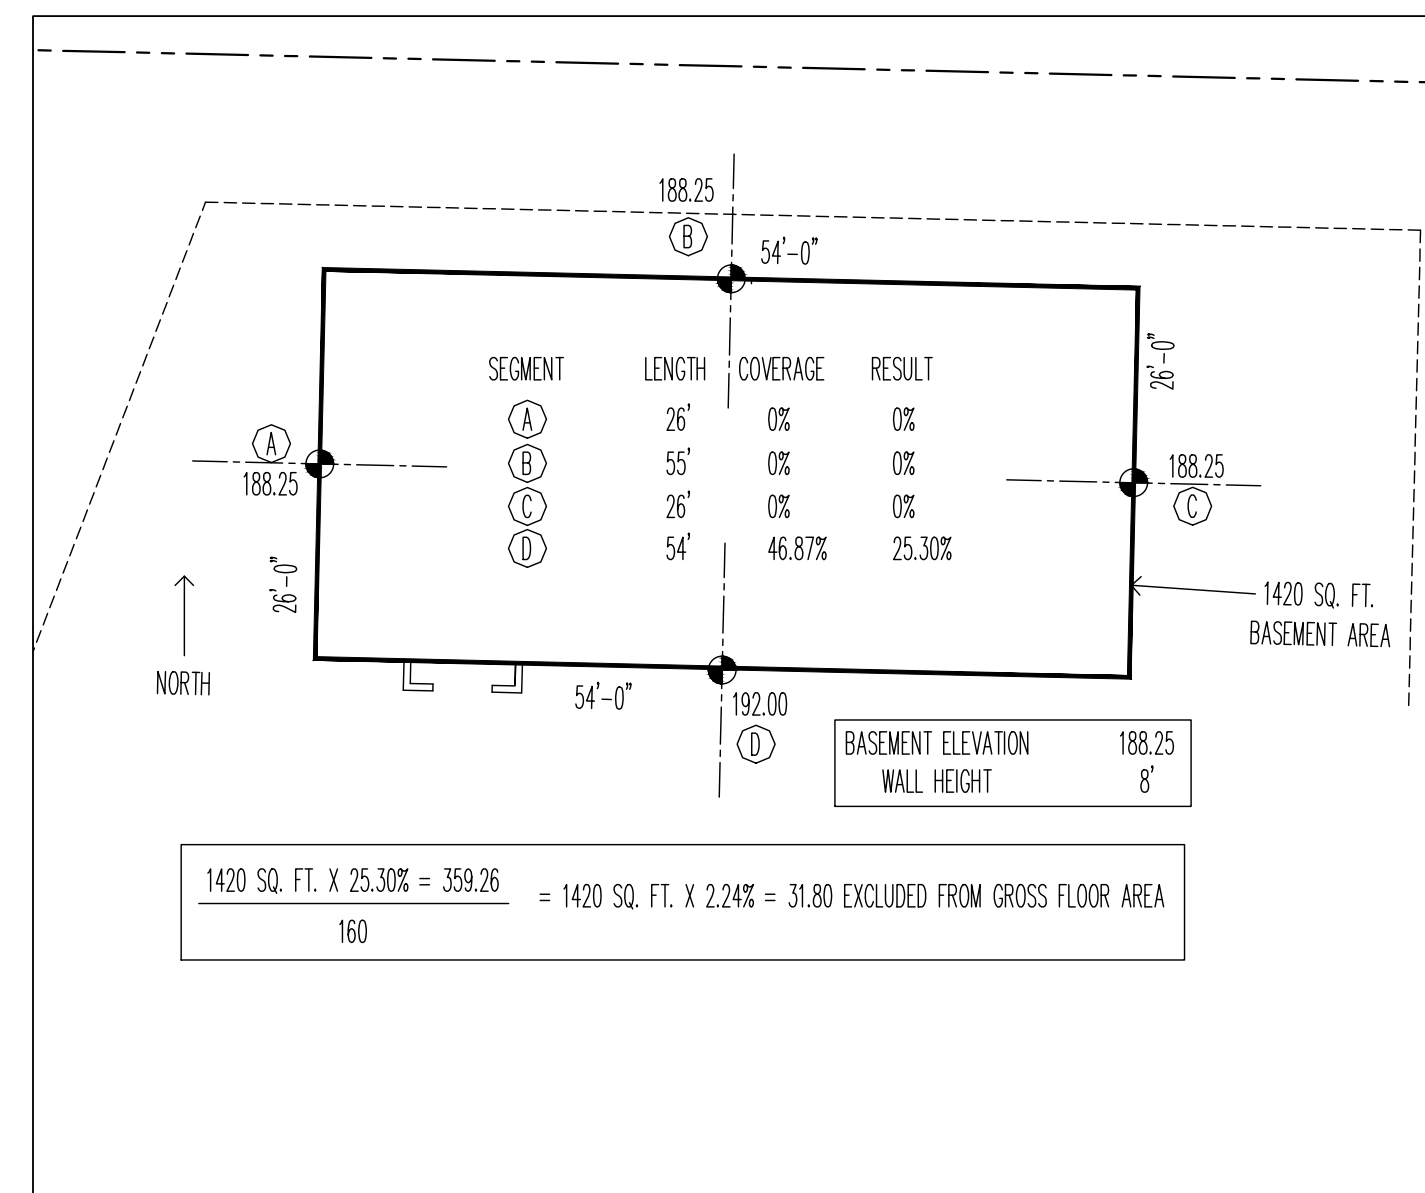 188.25
B
54'-0"
26'-0"
SEGMENT LENGTH COVERAGE RESULT
A 26' 0% 0%
B 55' 0% 0%
C 26' 0% 0%
D 54' 46.87% 25.30%
A
188.25
188.25
C
26'-0"
1420 SQ. FT.
BASEMENT AREA
NORTH
54'-0"
192.00
D
BASEMENT ELEVATION 188.25
WALL HEIGHT 8'
1420 SQ. FT. X 25.30% = 359.26
160
= 1420 SQ. FT. X 2.24% = 31.80 EXCLUDED FROM GROSS FLOOR AREA